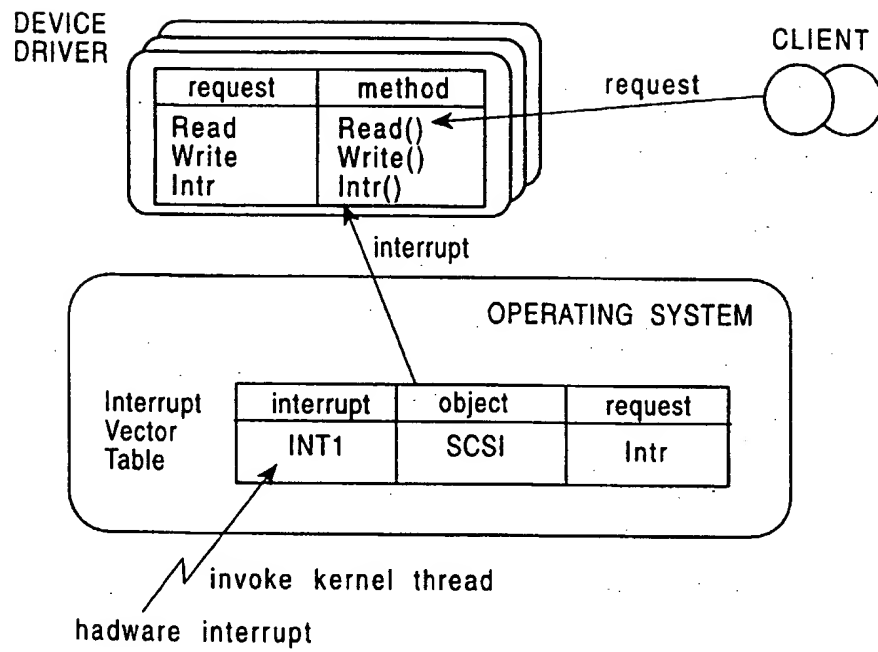 DEVICE
DRIVER
CLIENT
request method
request
Read Read()
Write Write()
Intr Intr()
interrupt
OPERATING SYSTEM
Interrupt
Vector
Table
interrupt object request
INT1 SCSI Intr
invoke kernel thread
hadware interrupt